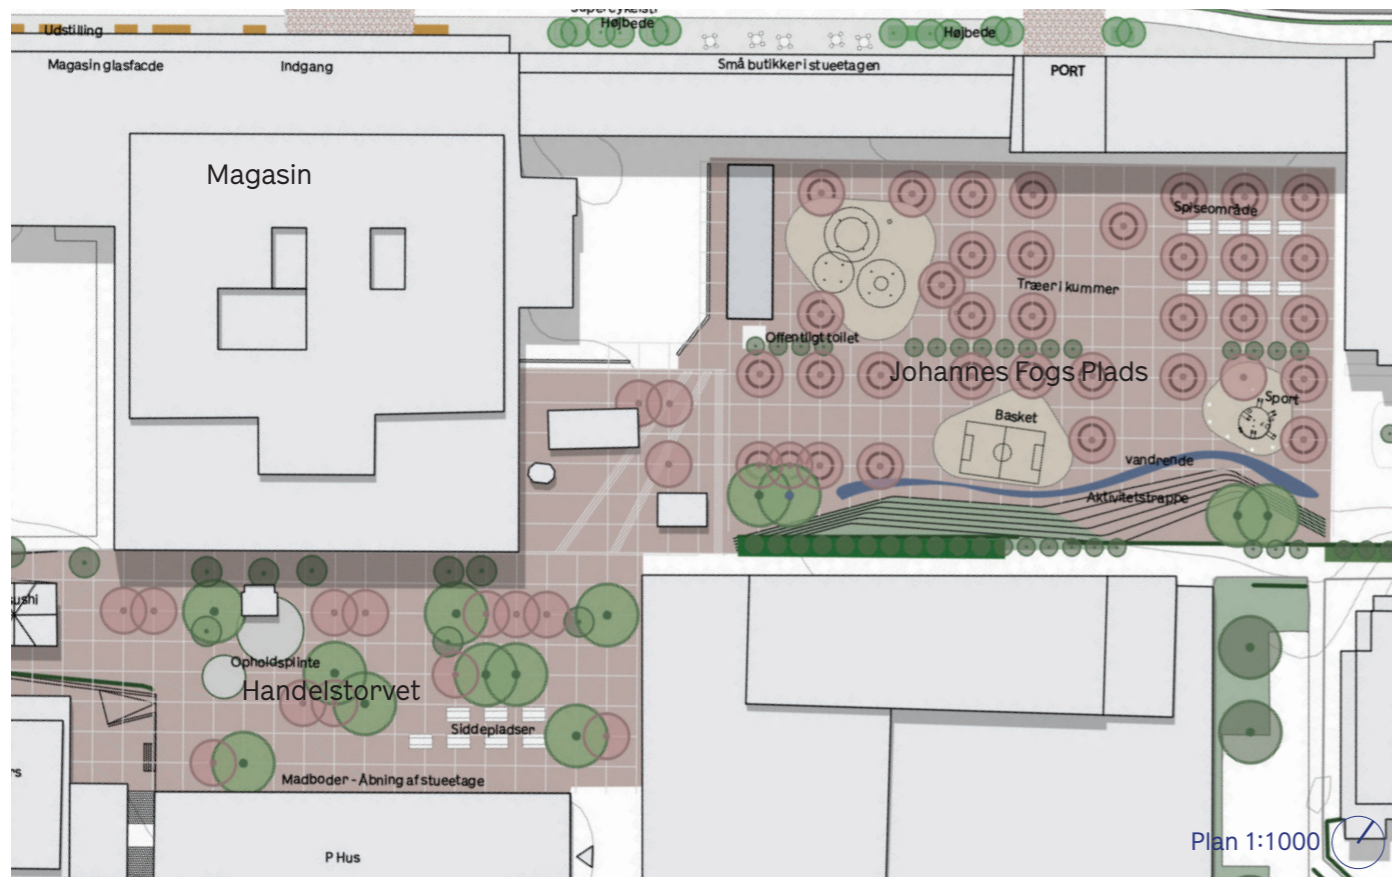 Højbede
Udstilling
Højbede
Magasin glasfacde
Indgang
Små butikker i stueetagen
PORT
Magasin
Spiseområde
Træer i kummer
Offentligt toilet
Johannes Fogs Plads
Sport
Basket
vandrende
Aktivitetstrappe
ushi
Opholdsplinte
Handelstorvet
Siddepladser
rs
Madboder - Åbning af stueetage
P Hus
Plan 1:1000